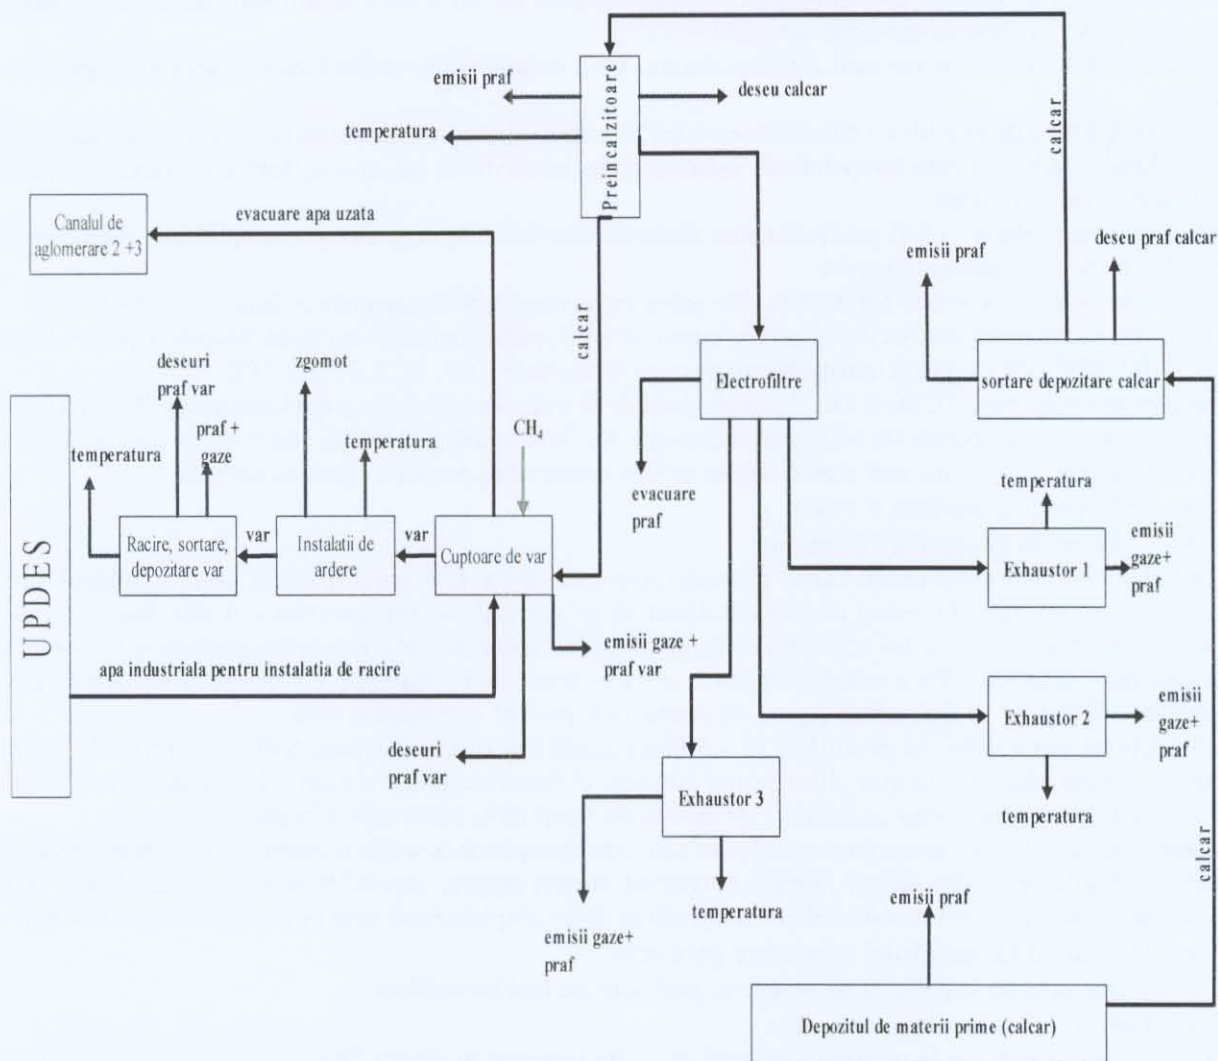 emisii praf
temperatura
Preincalzitoare
deseu calcar
calcar
Canalul de
aglomerare 2 +3
evacuare apa uzata
calcar
emisii praf
deseu praf calcar
deseuri
praf var
zgomot
praf +
gaze
temperatura
temperatura
CH4
Electrofiltre
sortare depozitare calcar
evacuare
praf
UPDES
Racire, sortare,
depozitare var
var
Instalatii de
ardere
var
Cuptoare de var
temperatura
Exhaustor 1
emisii
gaze+
praf
emisii gaze +
praf var
apa industriala pentru instalatia de racire
deseuri
praf var
Exhaustor 2
emisii
gaze+
praf
temperatura
Exhaustor 3
temperatura
emisii gaze+
praf
emisii praf
calcar
Depozitul de materii prime (calcar)